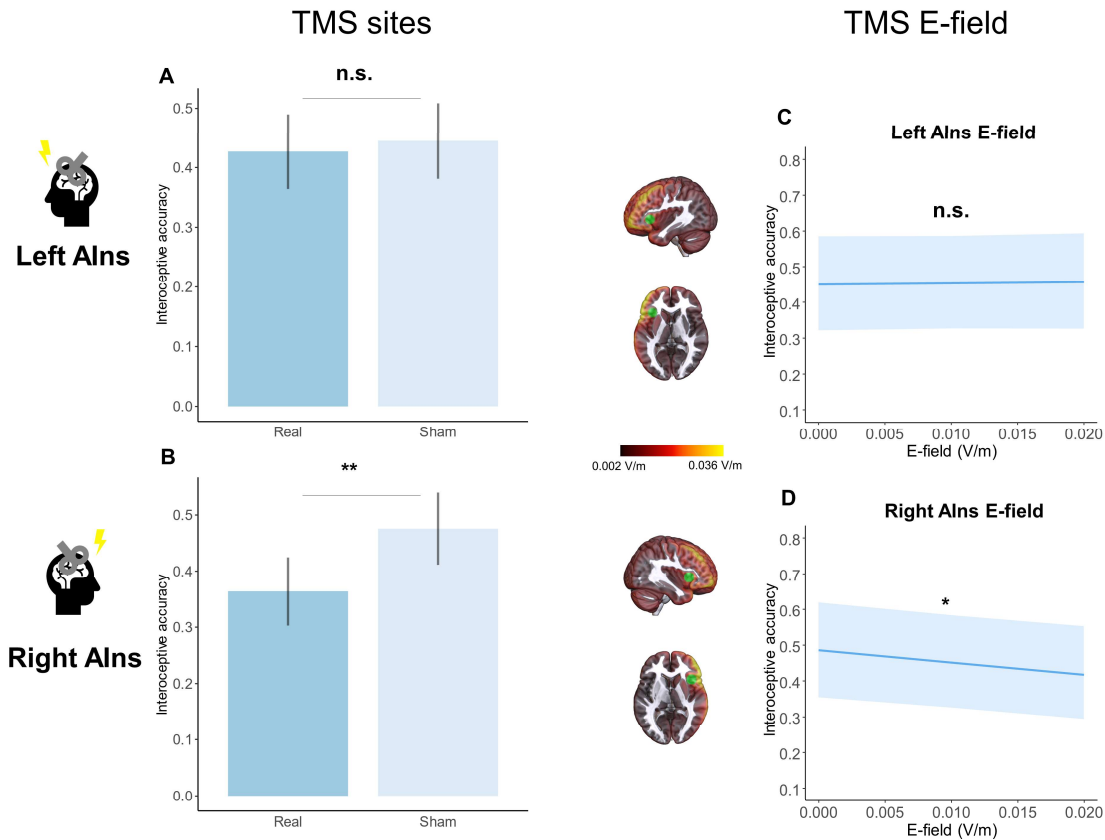 TMS sites
TMS E-field
A
n.s.
Interoceptive accuracy
0.5
0.4
0.3
0.2
0.1
0.0
Real
Sham
Left AIns
C
Left AIns E-field
n.s.
Interoceptive accuracy
0.8
0.7
0.6
0.5
0.4
0.3
0.2
0.1
0.000
0.005
0.010
0.015
0.020
E-field (V/m)
B
**
Interoceptive accuracy
0.5
0.4
0.3
0.2
0.1
0.0
Real
Sham
Right AIns
0.002 V/m
0.036 V/m
D
Right AIns E-field
*
Interoceptive accuracy
0.8
0.7
0.6
0.5
0.4
0.3
0.2
0.1
0.000
0.005
0.010
0.015
0.020
E-field (V/m)